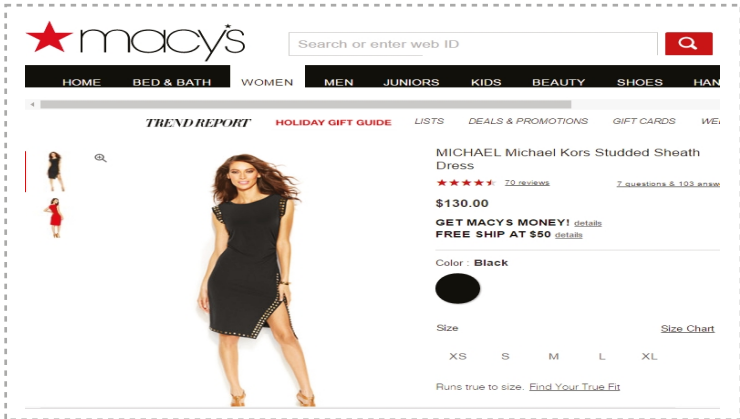 macy's
Search or enter web ID
HOME BED & BATH WOMEN MEN JUNIORS KIDS BEAUTY SHOES HAN
TREND REPORT HOLIDAY GIFT GUIDE LISTS DEALS & PROMOTIONS GIFT CARDS WE
MICHAEL Michael Kors Studded Sheath
Dress
70 reviews 7 questions & 103 answ
$130.00
GET MACYS MONEY! details
FREE SHIP AT $50 details
Color : Black
Size Size Chart
XS S M L XL
Runs true to size. Find Your True Fit